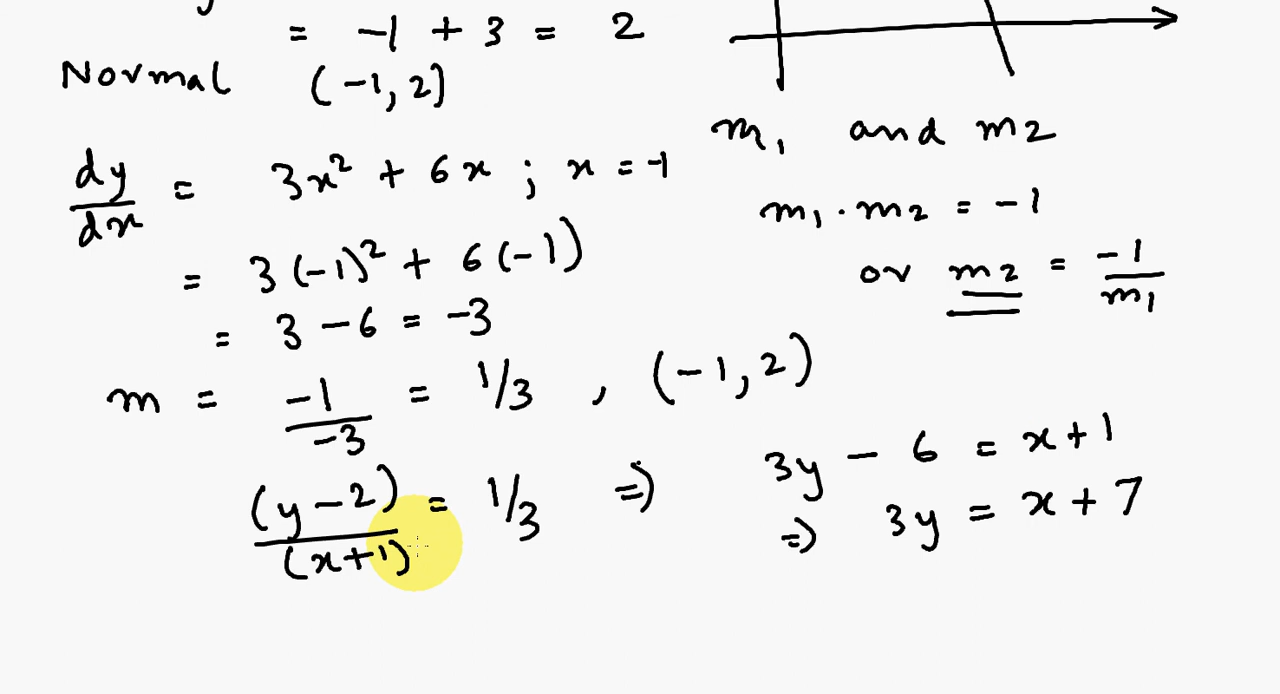 = -1 + 3 = 2
Normal (-1, 2)
m₁ and m2
dy/dx = 3x² + 6x ; x = -1
m₁ . m2 = -1
= 3(-1)² + 6(-1)
or m2 = -1/m1
= 3 - 6 = -3
m = -1/-3 = 1/3 , (-1, 2)
3y - 6 = x+1
(y-2)/(x+1) = 1/3 =>
=> 3y = x + 7